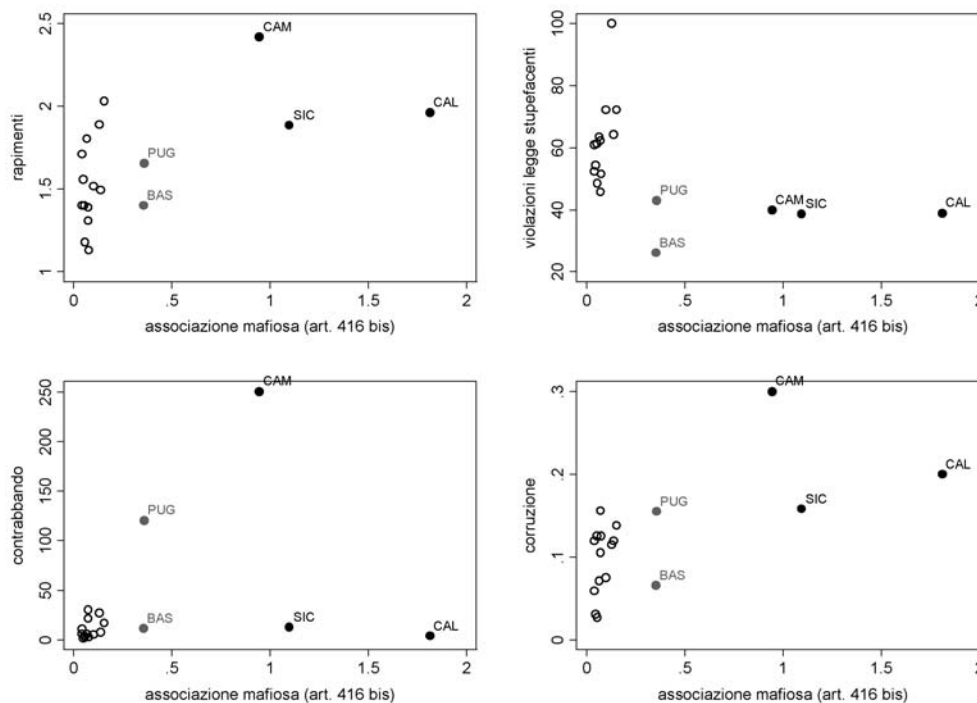 rapimenti
2.5
2
1.5
1
CAM
SIC
CAL
PUG
BAS
0 .5 1 1.5 2
associazione mafiosa (art. 416 bis)
violazioni legge stupefacenti
100
80
60
40
20
PUG
CAM
SIC
CAL
BAS
0 .5 1 1.5 2
associazione mafiosa (art. 416 bis)
contrabbando
250
200
150
100
50
0
CAM
PUG
BAS
SIC
CAL
0 .5 1 1.5 2
associazione mafiosa (art. 416 bis)
corruzione
.3
.2
.1
0
CAM
CAL
PUG
SIC
BAS
0 .5 1 1.5 2
associazione mafiosa (art. 416 bis)